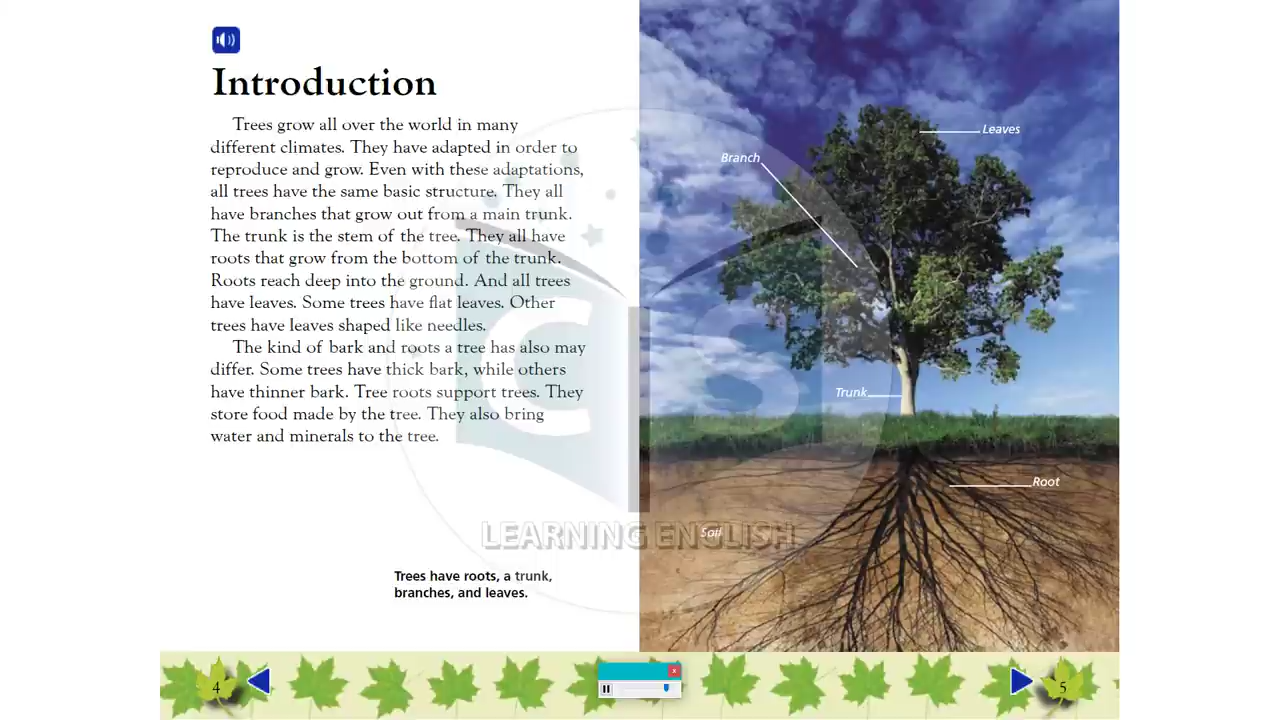 Introduction
Trees grow all over the world in many
different climates. They have adapted in order to
reproduce and grow. Even with these adaptations,
all trees have the same basic structure. They all
have branches that grow out from a main trunk.
The trunk is the stem of the tree. They all have
roots that grow from the bottom of the trunk.
Roots reach deep into the ground. And all trees
have leaves. Some trees have flat leaves. Other
trees have leaves shaped like needles.
The kind of bark and roots a tree has also may
differ. Some trees have thick bark, while others
have thinner bark. Tree roots support trees. They
store food made by the tree. They also bring
water and minerals to the tree.
Trees have roots, a trunk,
branches, and leaves.
4
Leaves
Branch
Trunk
Root
Soil
5
CIS
LEARNING ENGLISH
x